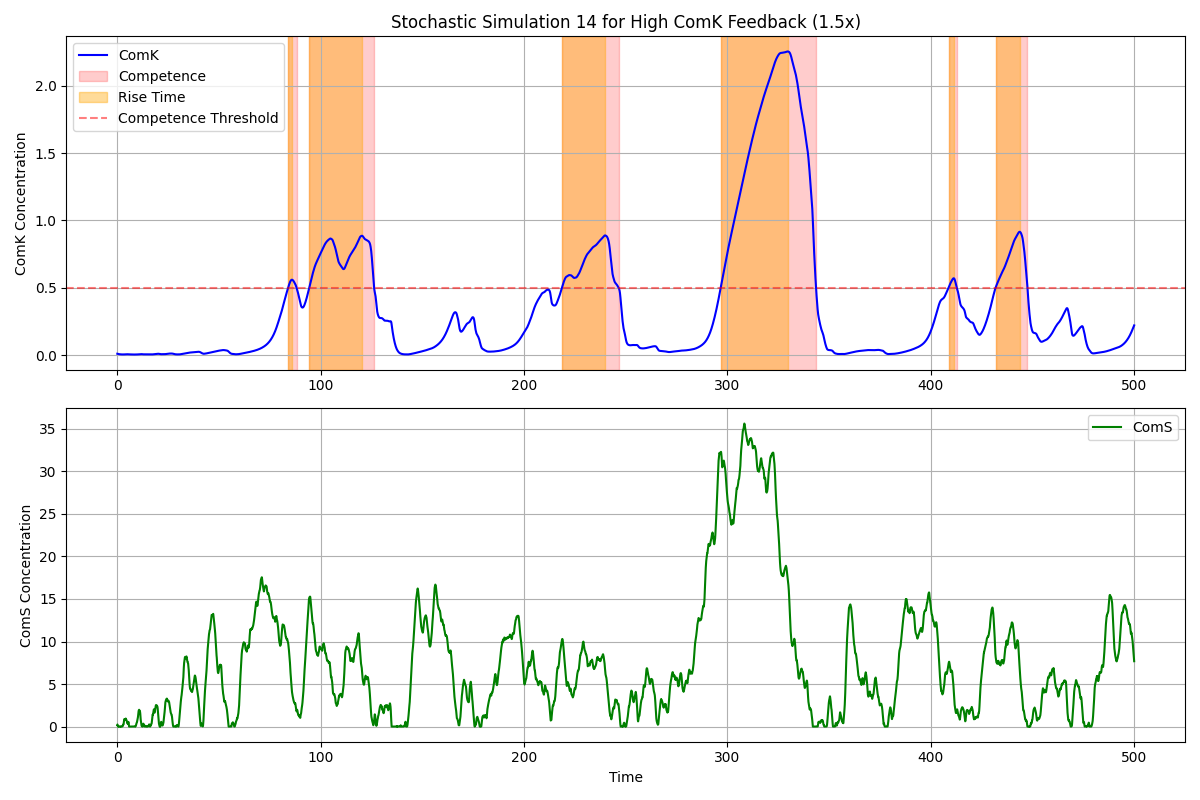 Stochastic Simulation 14 for High ComK Feedback (1.5x)
ComK
Competence
Rise Time
Competence Threshold
ComK Concentration
2.0
1.5
1.0
0.5
0.0
0 100 200 300 400 500
ComS
ComS Concentration
35
30
25
20
15
10
5
0
0 100 200 300 400 500
Time